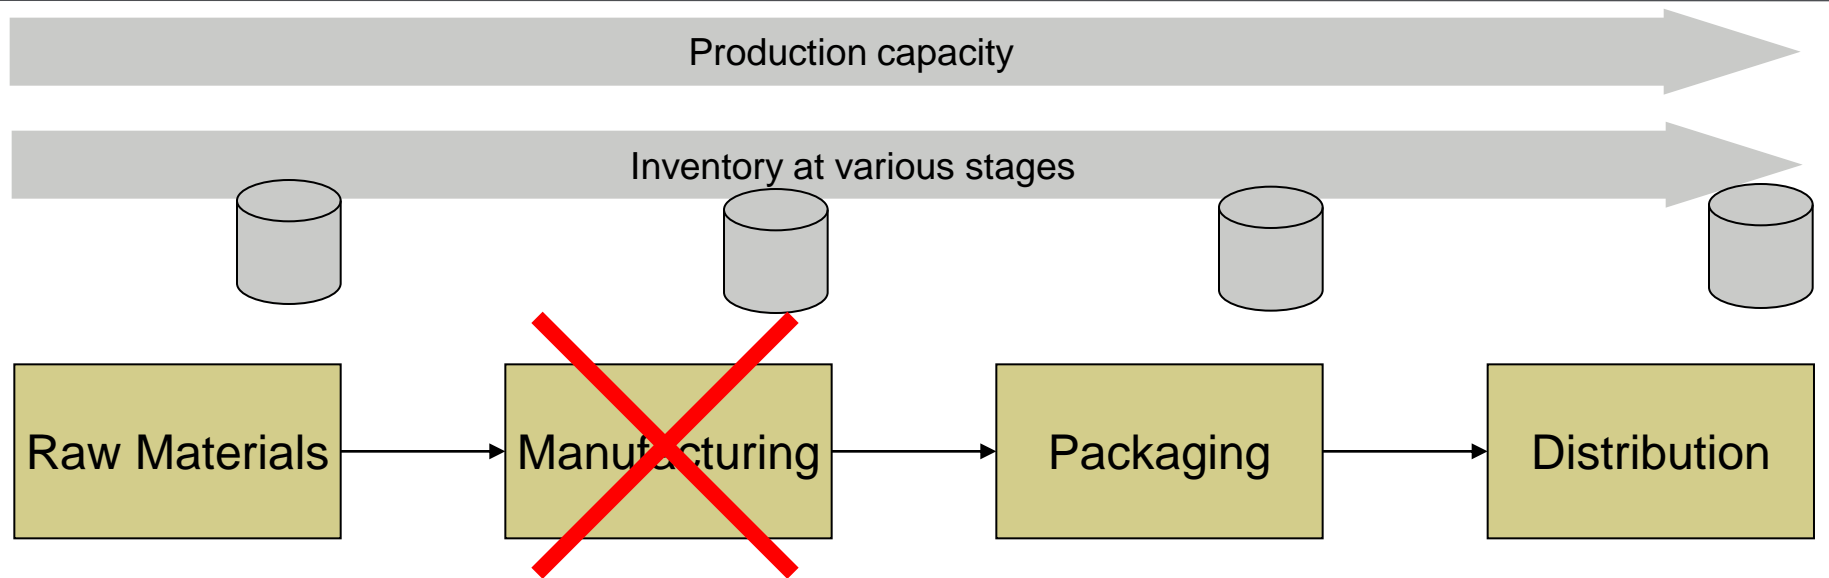 Production capacity
Inventory at various stages
Raw Materials
Manufacturing
Packaging
Distribution